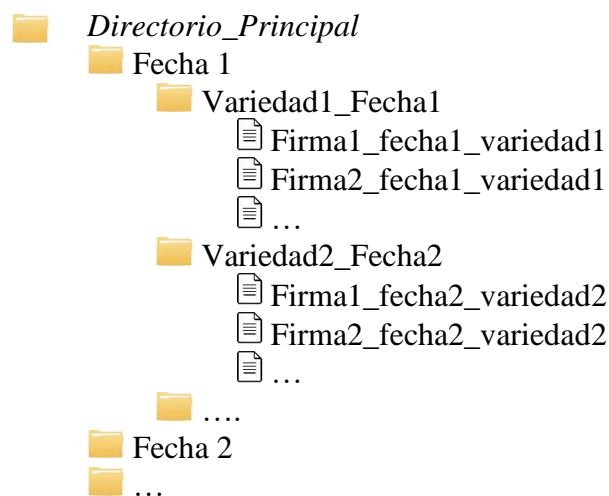 Directorio_Principal
Fecha 1
Variedad1_Fecha1
Firma1_fecha1_variedad1
Firma2_fecha1_variedad1
…
Variedad2_Fecha2
Firma1_fecha2_variedad2
Firma2_fecha2_variedad2
…
….
Fecha 2
…